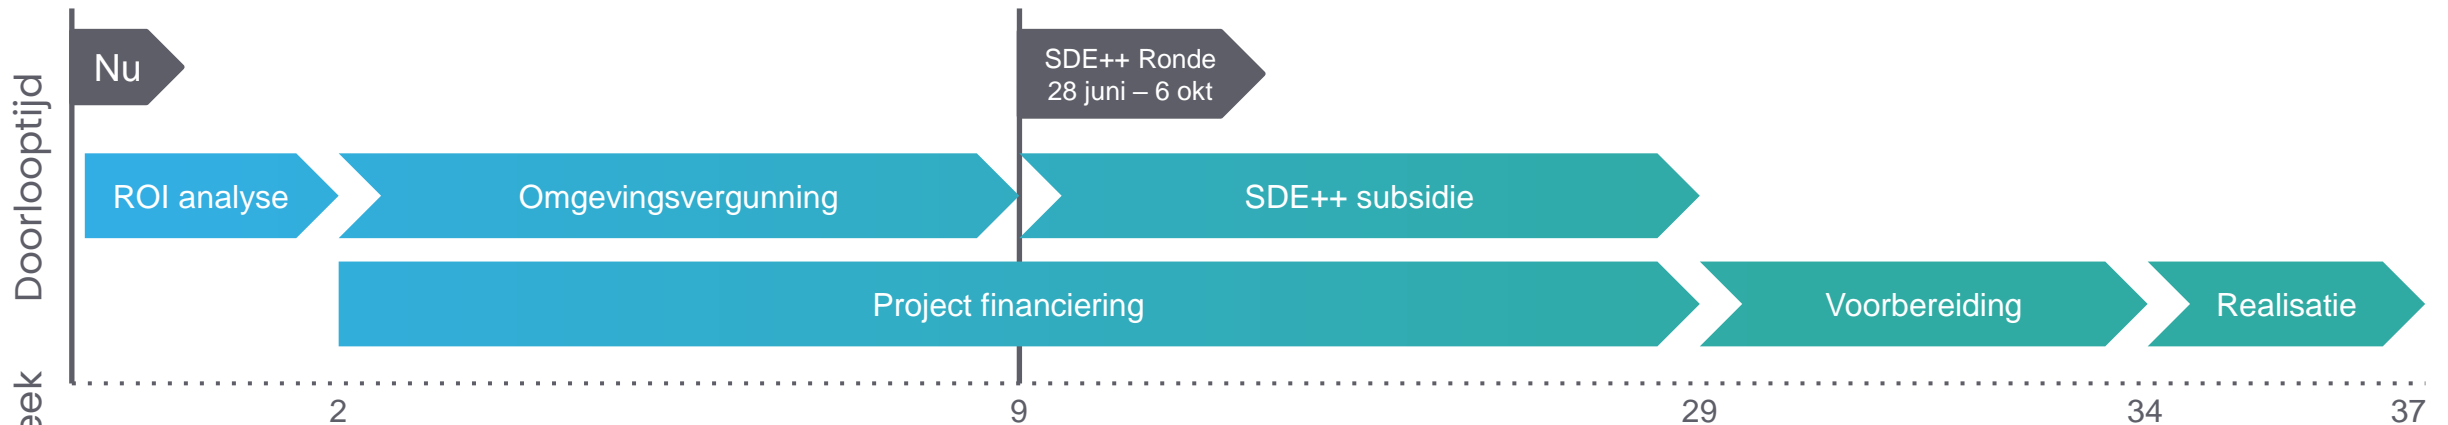 Nu
SDE++ Ronde
28 juni – 6 okt
Doorlooptijd
ROI analyse
Omgevingsvergunning
SDE++ subsidie
Project financiering
Voorbereiding
Realisatie
2
9
29
34
37